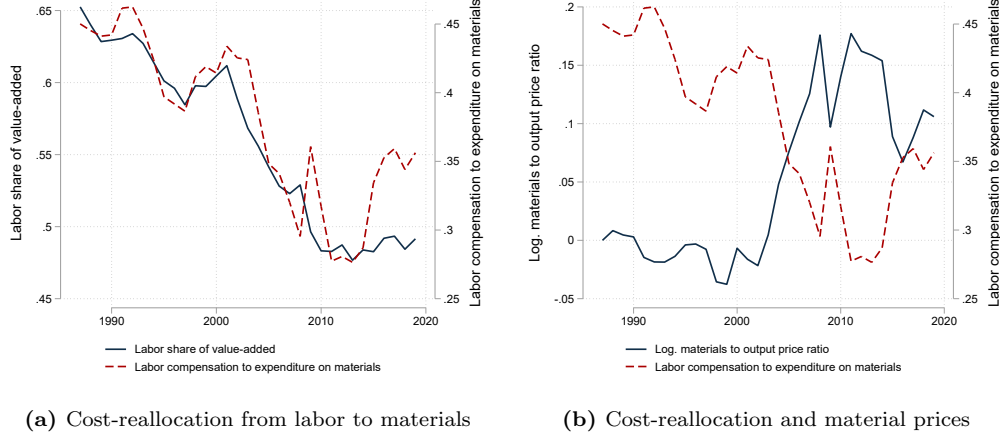 .65
.6
.55
.5
.45
Labor share of value-added
.45
.4
.35
.3
.25
Labor compensation to expenditure on materials
1990 2000 2010 2020
Labor share of value-added
Labor compensation to expenditure on materials
(a) Cost-reallocation from labor to materials
.2
.15
.1
.05
0
-.05
Log. materials to output price ratio
.45
.4
.35
.3
.25
Labor compensation to expenditure on materials
1990 2000 2010 2020
Log. materials to output price ratio
Labor compensation to expenditure on materials
(b) Cost-reallocation and material prices